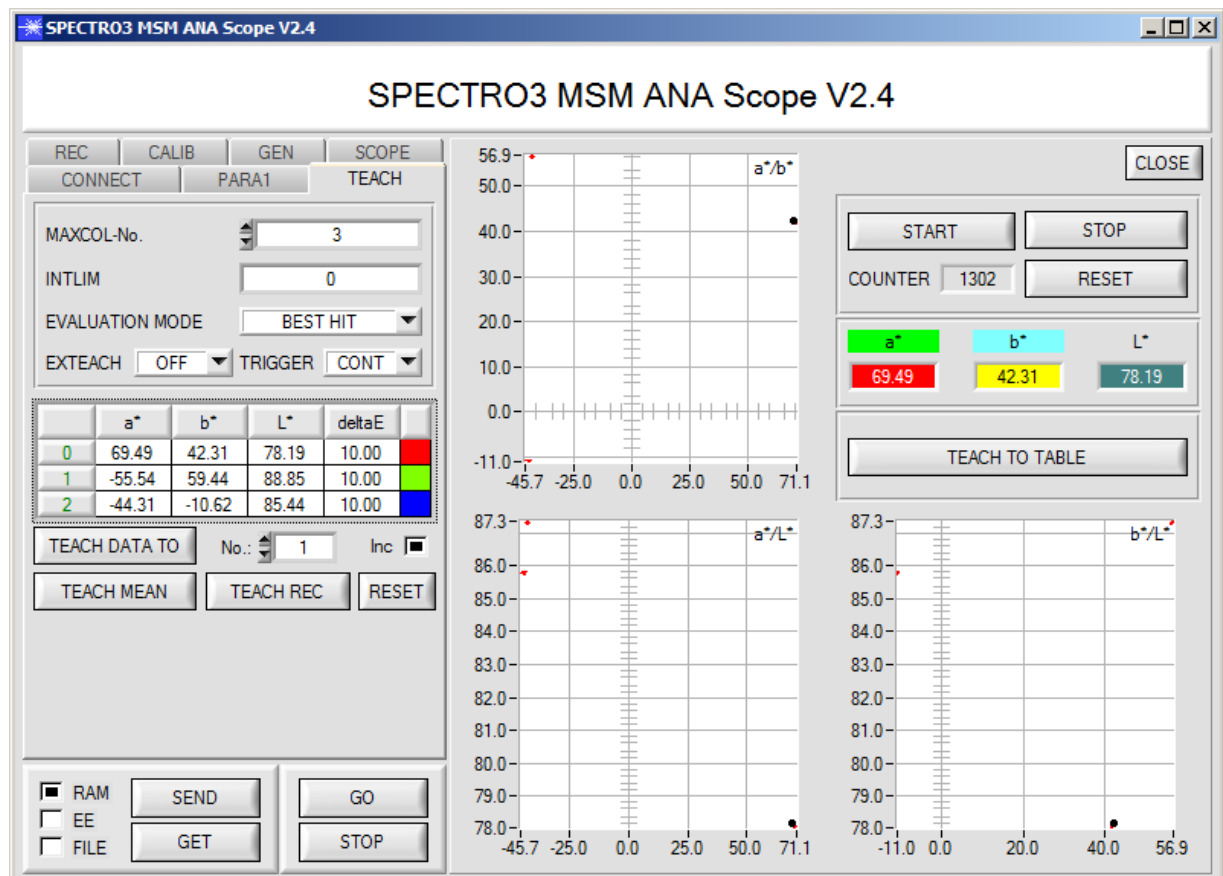 SPECTRO3 MSM ANA Scope V2.4
SPECTRO3 MSM ANA Scope V2.4
REC CALIB GEN SCOPE
CONNECT PARA1 TEACH
MAXCOL-No. 3
INTLIM 0
EVALUATION MODE BEST HIT
EXTEACH OFF TRIGGER CONT
a* b* L* deltaE
0 69.49 42.31 78.19 10.00
1 -55.54 59.44 88.85 10.00
2 -44.31 -10.62 85.44 10.00
TEACH DATA TO No.: 1 Inc
TEACH MEAN TEACH REC RESET
RAM
EE
FILE
SEND
GET
GO
STOP
a*/b*
56.9
50.0
40.0
30.0
20.0
10.0
0.0
-11.0
-45.7 -25.0 0.0 25.0 50.0 71.1
CLOSE
START STOP
COUNTER 1302 RESET
a* b* L*
69.49 42.31 78.19
TEACH TO TABLE
a*/L*
87.3
86.0
85.0
84.0
83.0
82.0
81.0
80.0
79.0
78.0
-45.7 -25.0 0.0 25.0 50.0 71.1
b*/L*
87.3
86.0
85.0
84.0
83.0
82.0
81.0
80.0
79.0
78.0
-11.0 0.0 20.0 40.0 56.9